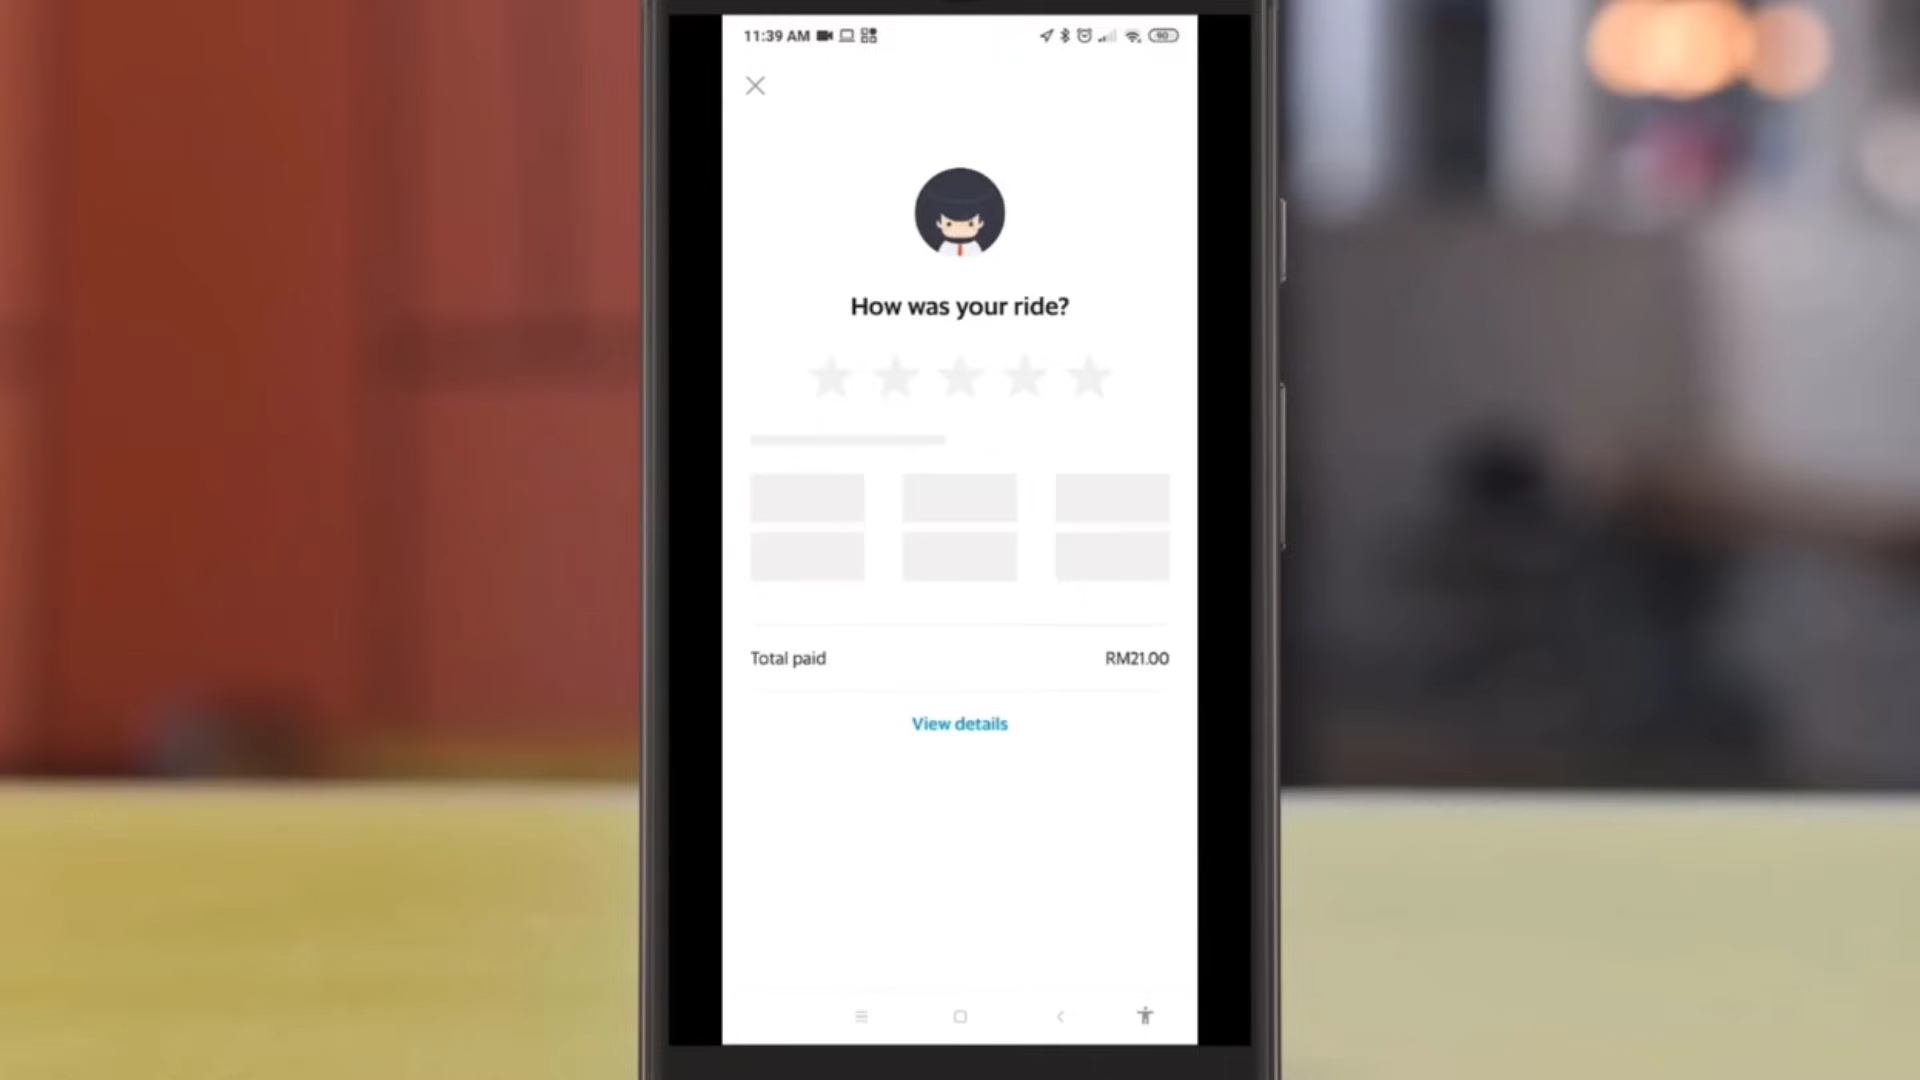 11:39 AM
How was your ride?
Total paid RM21.00
View details